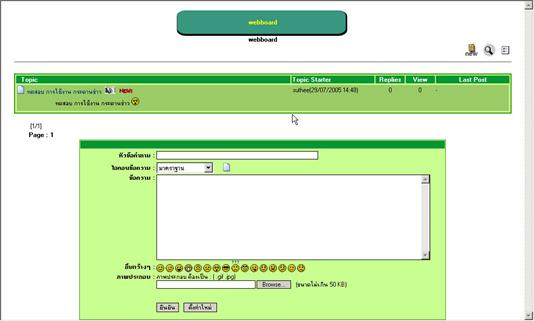 webboard
webboard
new
Topic Topic Starter Replies View Last Post
ทดสอบ การใช้งาน กระดานข่าว NEW! suthee(29/07/2005 14:48) 0 0 -
ทดสอบ การใช้งาน กระดานข่าว
[1/1]
Page : 1
หัวข้อคำถาม :
ไอคอนข้อความ : มาตราฐาน
ข้อความ :
อื่นกว้างๆ :
ภาพประกอบ : ภาพประกอบ ต้องเป็น : ( .gif .jpg)
Browse... (ขนาดไม่เกิน 50 KB)
ยืนยัน ตั้งค่าใหม่